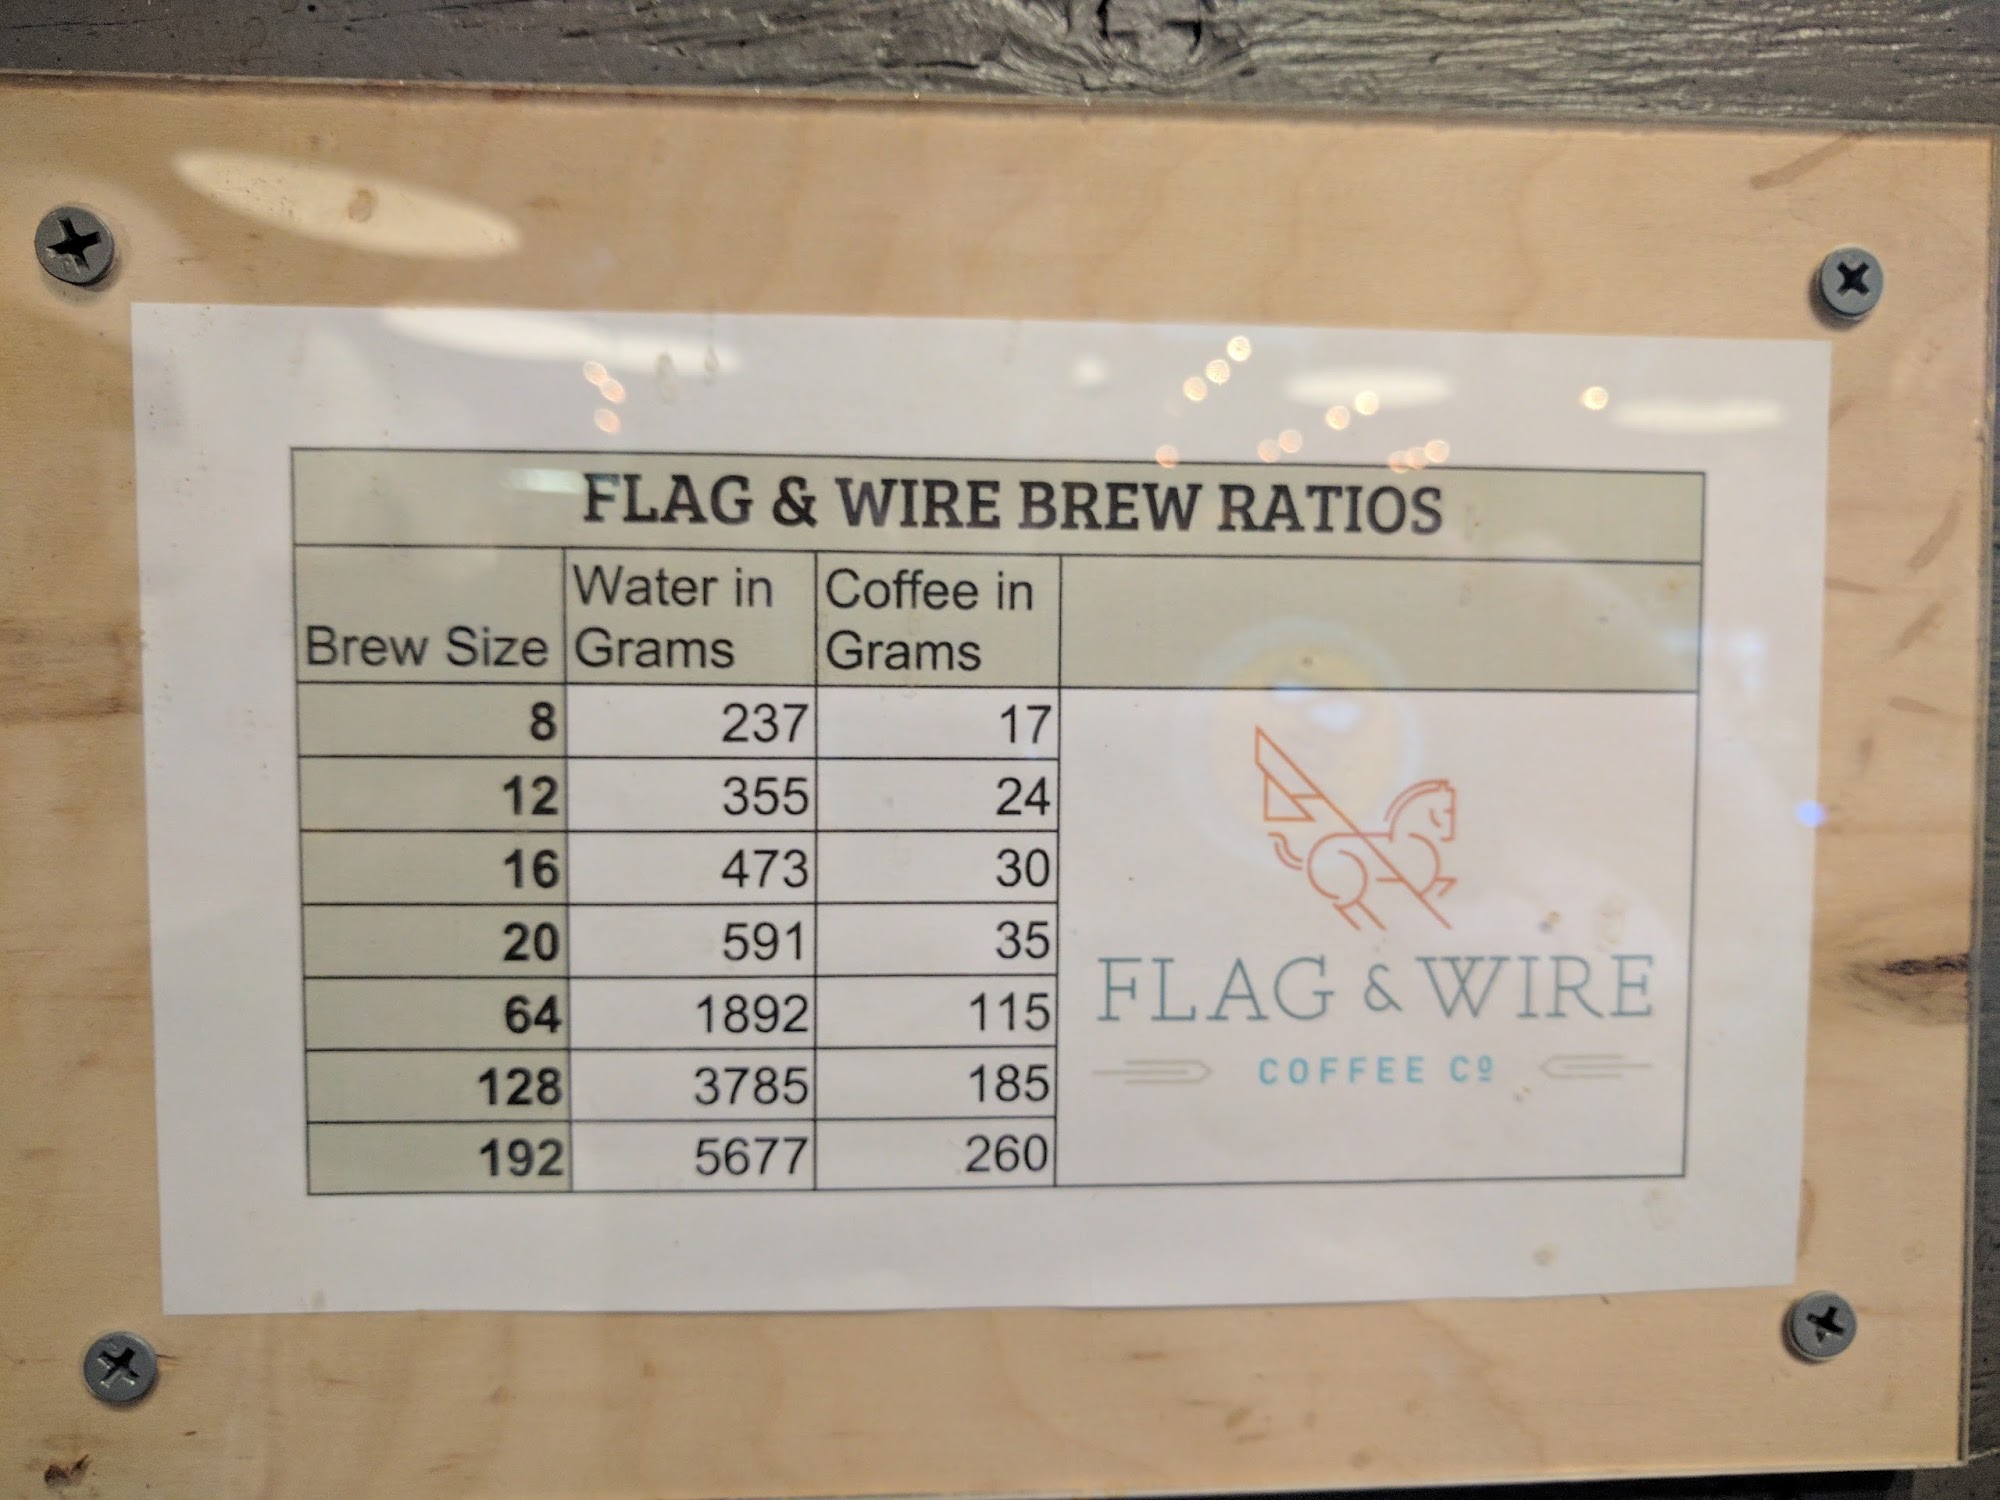 FLAG & WIRE BREW RATIOS
Brew Size Water in Grams Coffee in Grams
8 237 17
12 355 24
16 473 30
20 591 35
64 1892 115
128 3785 185
192 5677 260
FLAG & WIRE
COFFEE Cº